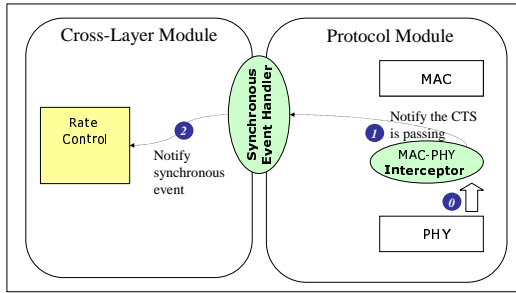 Cross-Layer Module
Protocol Module
MAC
Rate
Control
Synchronous
Event Handler
2
Notify
synchronous
event
1
Notify the CTS
is passing
MAC-PHY
Interceptor
0
PHY